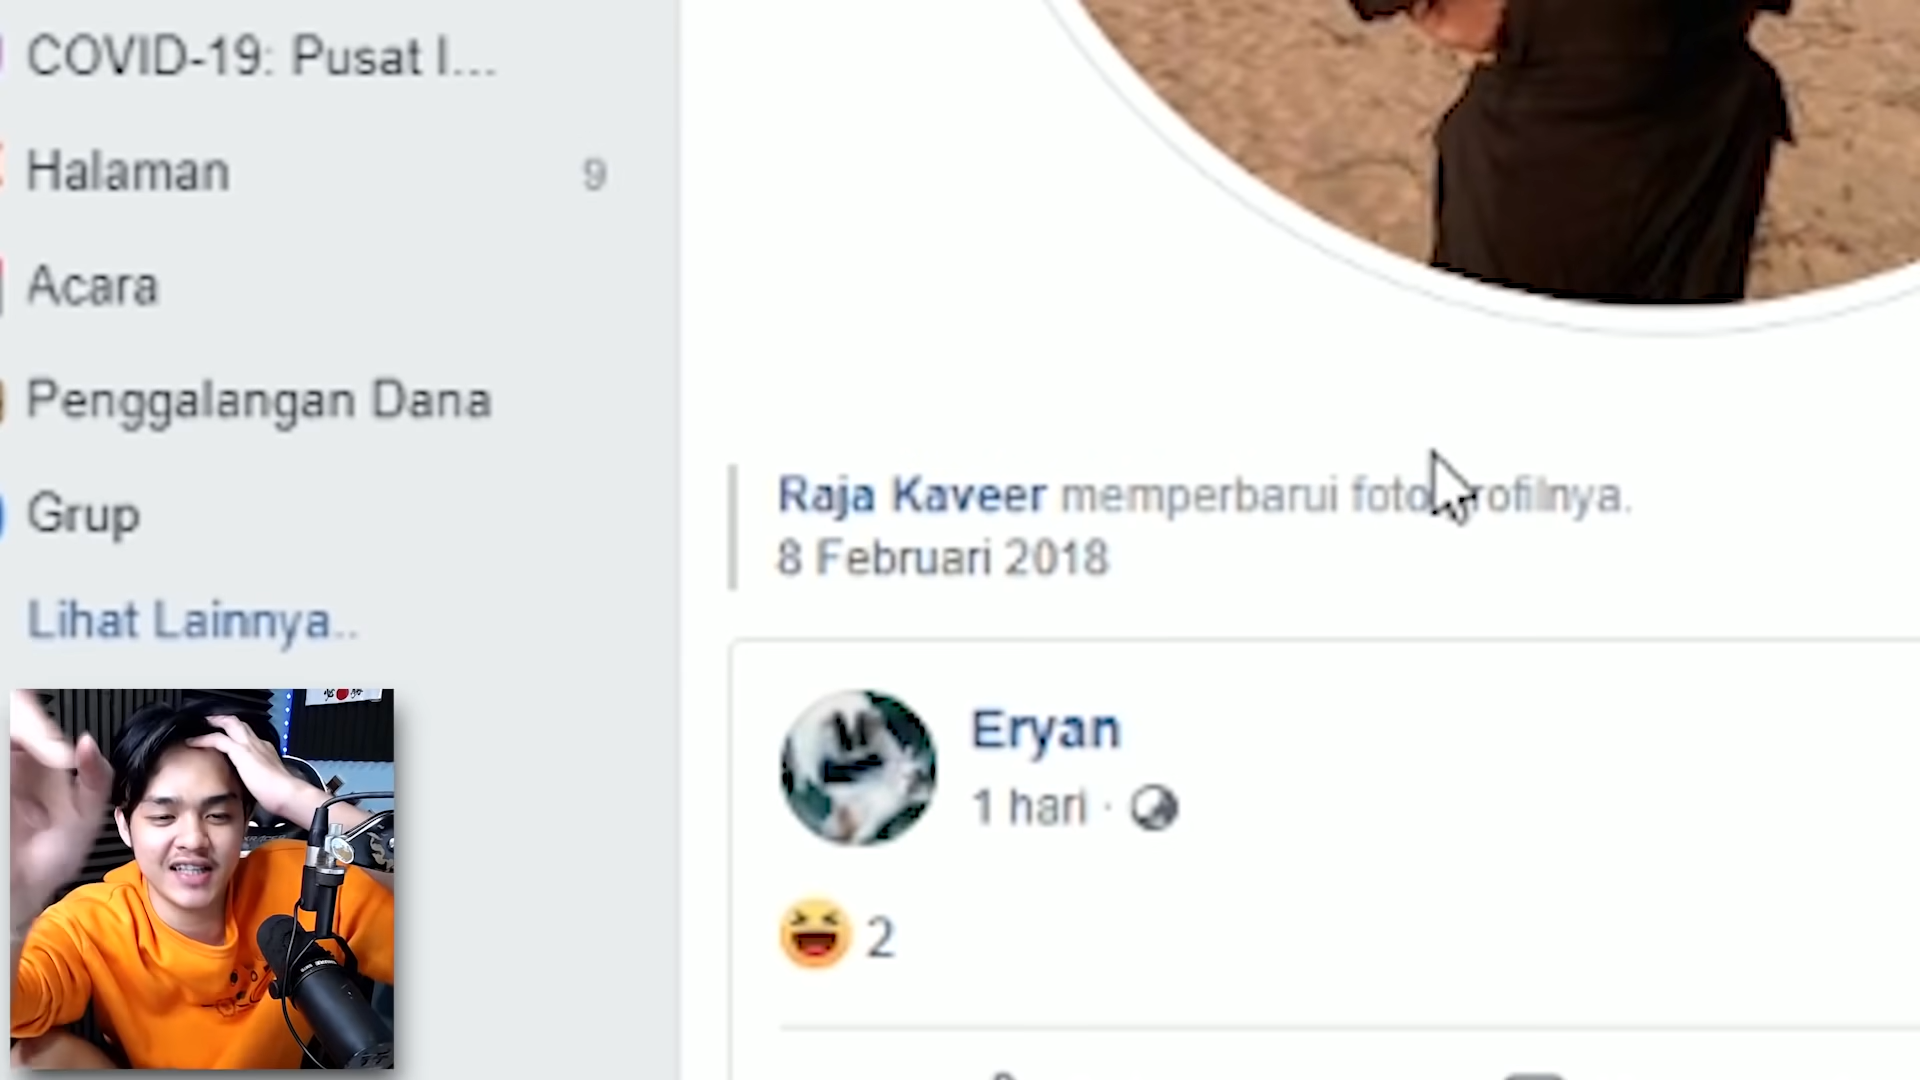 COVID-19: Pusat I...
Halaman 9
Acara
Penggalangan Dana
Grup
Lihat Lainnya..
Raja Kaveer memperbarui foto rofilnya.
8 Februari 2018
Eryan
1 hari ·
2